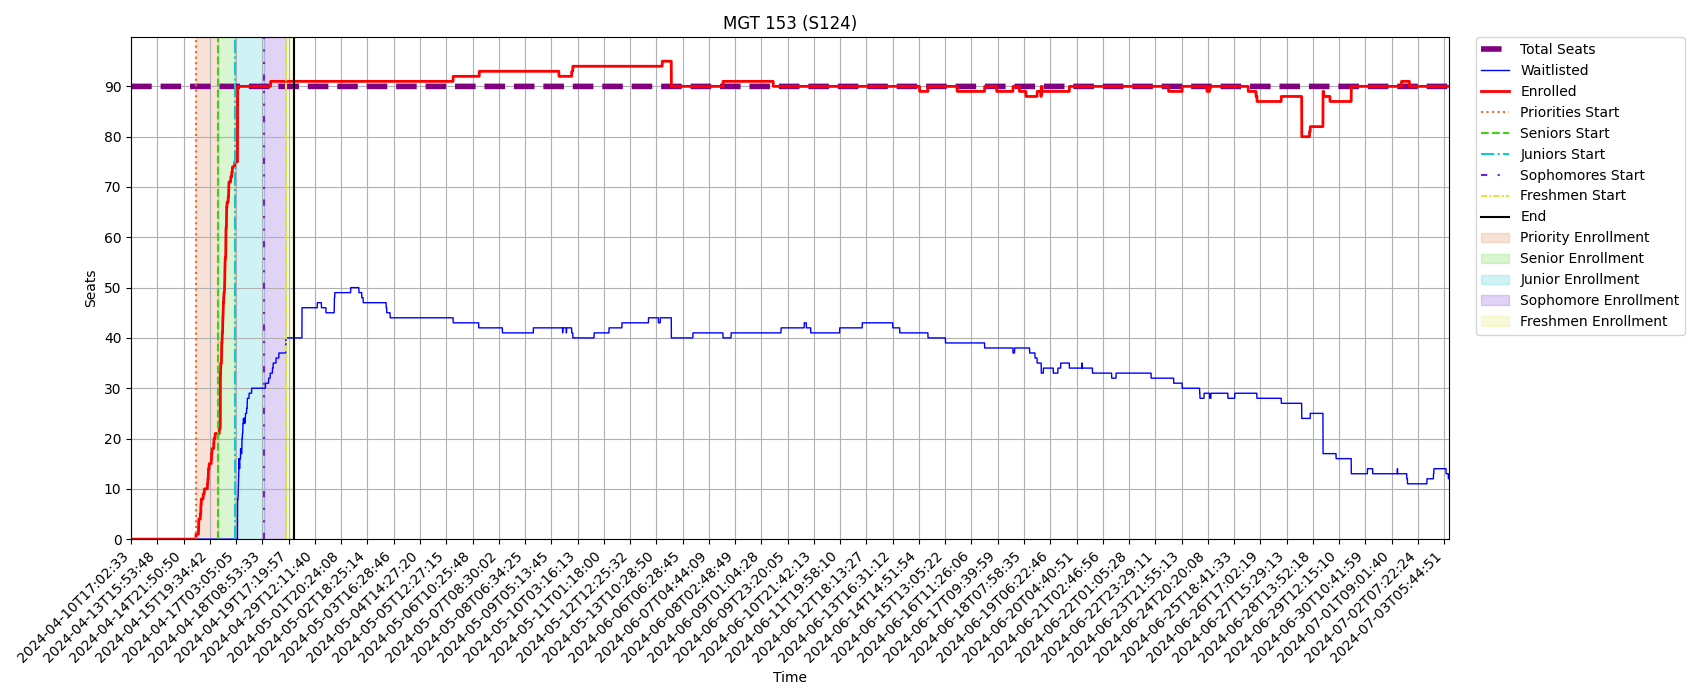 MGT 153 (S124)
Seats
90
80
70
60
50
40
30
20
10
0
2024-04-10T17:02:33
2024-04-13T15:53:48
2024-04-14T21:50:50
2024-04-15T19:34:42
2024-04-17T03:05:05
2024-04-18T08:53:33
2024-04-19T17:19:57
2024-04-29T12:11:40
2024-05-01T20:24:08
2024-05-02T18:25:14
2024-05-03T16:28:46
2024-05-04T14:27:20
2024-05-05T12:27:15
2024-05-06T10:25:48
2024-05-07T08:30:02
2024-05-08T06:34:25
2024-05-09T05:13:45
2024-05-10T03:16:13
2024-05-11T01:18:00
2024-05-12T12:25:32
2024-05-13T10:28:50
2024-06-06T06:28:45
2024-06-07T04:44:09
2024-06-08T02:48:49
2024-06-09T01:04:28
2024-06-09T23:20:05
2024-06-10T21:42:13
2024-06-11T19:58:10
2024-06-12T18:13:27
2024-06-13T16:31:12
2024-06-14T14:51:54
2024-06-15T13:05:22
2024-06-16T11:26:06
2024-06-17T09:39:59
2024-06-18T07:58:35
2024-06-19T06:22:46
2024-06-20T04:40:51
2024-06-21T02:46:56
2024-06-22T01:05:28
2024-06-22T23:29:11
2024-06-23T21:55:13
2024-06-24T20:20:08
2024-06-25T18:41:33
2024-06-26T17:02:19
2024-06-27T15:29:13
2024-06-28T13:52:18
2024-06-29T12:15:10
2024-06-30T10:41:59
2024-07-01T09:01:40
2024-07-02T07:22:24
2024-07-03T05:44:51
Time
Total Seats
Waitlisted
Enrolled
Priorities Start
Seniors Start
Juniors Start
Sophomores Start
Freshmen Start
End
Priority Enrollment
Senior Enrollment
Junior Enrollment
Sophomore Enrollment
Freshmen Enrollment